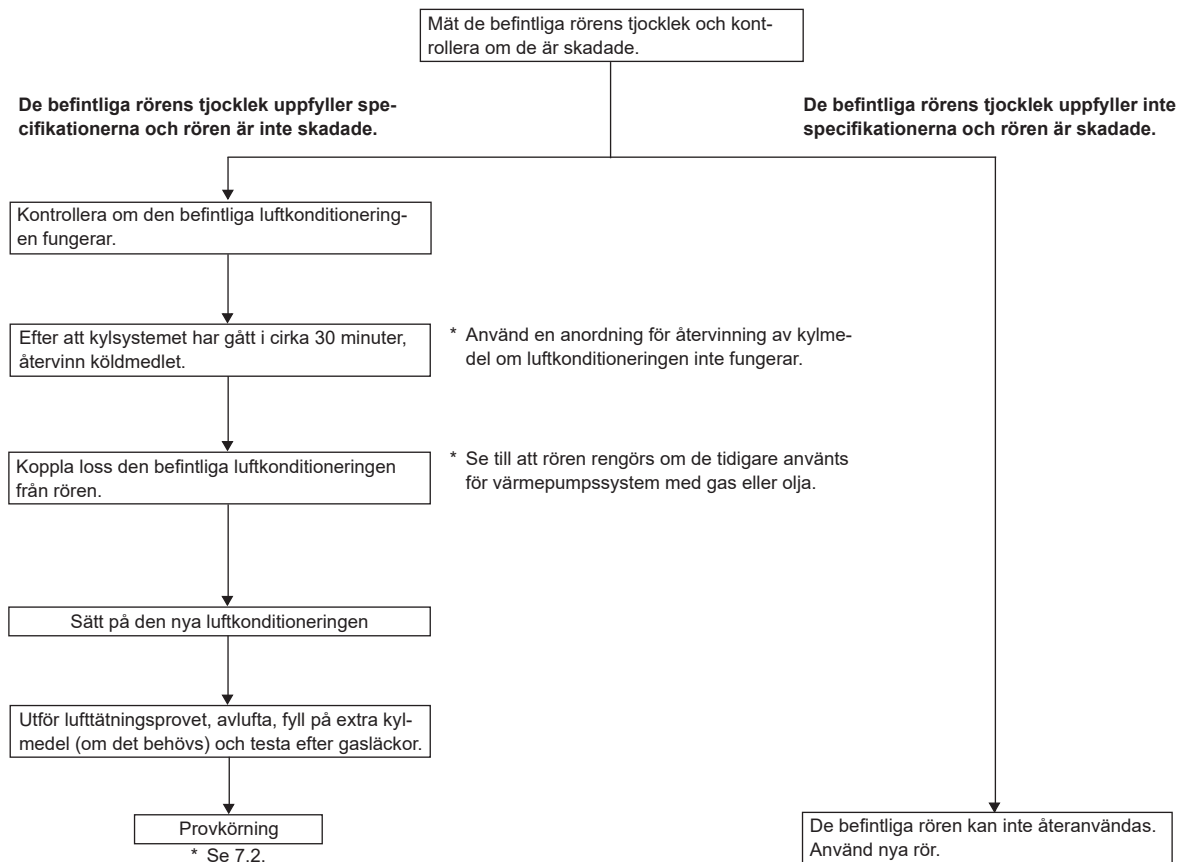 Mät de befintliga rörens tjocklek och kont-
rollera om de är skadade.
De befintliga rörens tjocklek uppfyller spe-
cifikationerna och rören är inte skadade.
De befintliga rörens tjocklek uppfyller inte
specifikationerna och rören är skadade.
Kontrollera om den befintliga luftkonditionering-
en fungerar.
Efter att kylsystemet har gått i cirka 30 minuter,
återvinn köldmedlet.
* Använd en anordning för återvinning av kylme-
del om luftkonditioneringen inte fungerar.
Koppla loss den befintliga luftkonditioneringen
från rören.
* Se till att rören rengörs om de tidigare använts
för värmepumpssystem med gas eller olja.
Sätt på den nya luftkonditioneringen
Utför lufttätningsprovet, avlufta, fyll på extra kyl-
medel (om det behövs) och testa efter gasläckor.
Provkörning
* Se 7.2.
De befintliga rören kan inte återanvändas.
Använd nya rör.